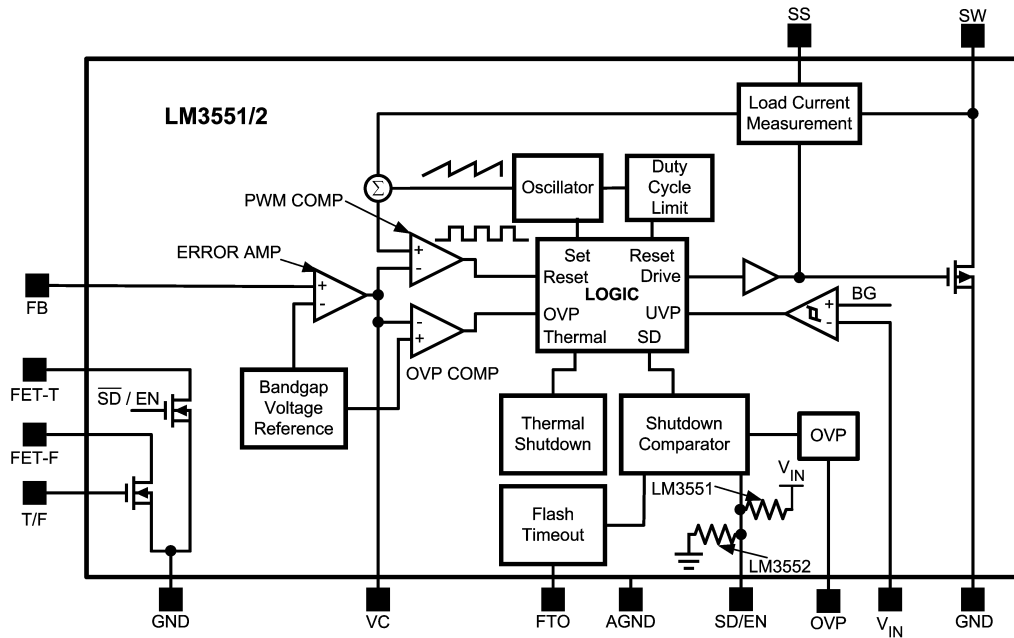 SS
SW
LM3551/2
Load Current
Measurement
Σ
Oscillator
Duty
Cycle
Limit
PWM COMP
ERROR AMP
+
-
+
-
-
+
OVP COMP
Set
Reset
Reset
Drive
LOGIC
OVP
UVP
Thermal
SD
BG
+
-
FB
Bandgap
Voltage
Reference
FET-T
SD / EN
FET-F
T/F
Thermal
Shutdown
Shutdown
Comparator
OVP
VIN
LM3551
Flash
Timeout
LM3552
GND
VC
FTO
AGND
SD/EN
OVP
VIN
GND